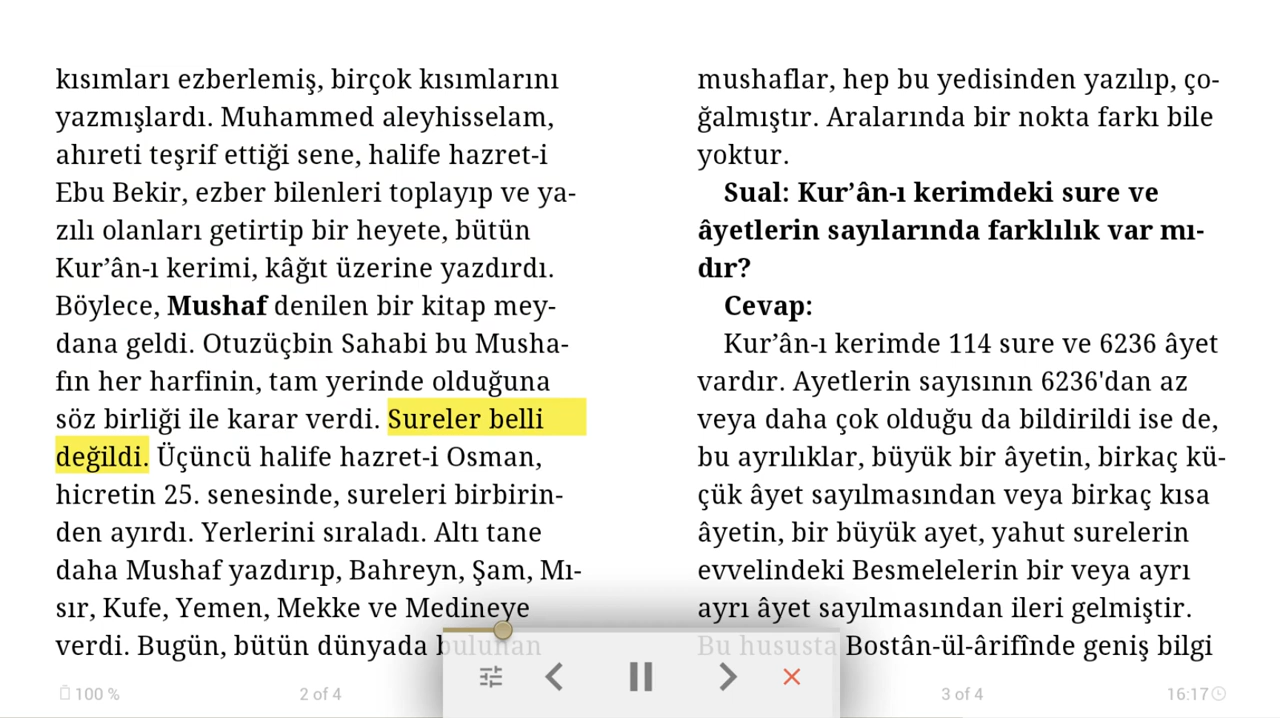 kısımları ezberlemiş, birçok kısımlarını
yazmışlardı. Muhammed aleyhisselam,
ahıreti teşrif ettiği sene, halife hazret-i
Ebu Bekir, ezber bilenleri toplayıp ve ya-
zılı olanları getirtip bir heyete, bütün
Kur’ân-ı kerimi, kâğıt üzerine yazdırdı.
Böylece, Mushaf denilen bir kitap mey-
dana geldi. Otuzüçbin Sahabi bu Musha-
fın her harfinin, tam yerinde olduğuna
söz birliği ile karar verdi. Sureler belli
değildi. Üçüncü halife hazret-i Osman,
hicretin 25. senesinde, sureleri birbirin-
den ayırdı. Yerlerini sıraladı. Altı tane
daha Mushaf yazdırıp, Bahreyn, Şam, Mı-
sır, Kufe, Yemen, Mekke ve Medineye
verdi. Bugün, bütün dünyada bulunan
mushaflar, hep bu yedisinden yazılıp, ço-
ğalmıştır. Aralarında bir nokta farkı bile
yoktur.
Sual: Kur’ân-ı kerimdeki sure ve
âyetlerin sayılarında farklılık var mı-
dır?
Cevap:
Kur’ân-ı kerimde 114 sure ve 6236 âyet
vardır. Ayetlerin sayısının 6236'dan az
veya daha çok olduğu da bildirildi ise de,
bu ayrılıklar, büyük bir âyetin, birkaç kü-
çük âyet sayılmasından veya birkaç kısa
âyetin, bir büyük ayet, yahut surelerin
evvelindeki Besmelelerin bir veya ayrı
ayrı âyet sayılmasından ileri gelmiştir.
Bu hususta Bostân-ül-ârifînde geniş bilgi
100 %
2 of 4
3 of 4
16:17